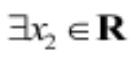 ∃x₂ ∈ R